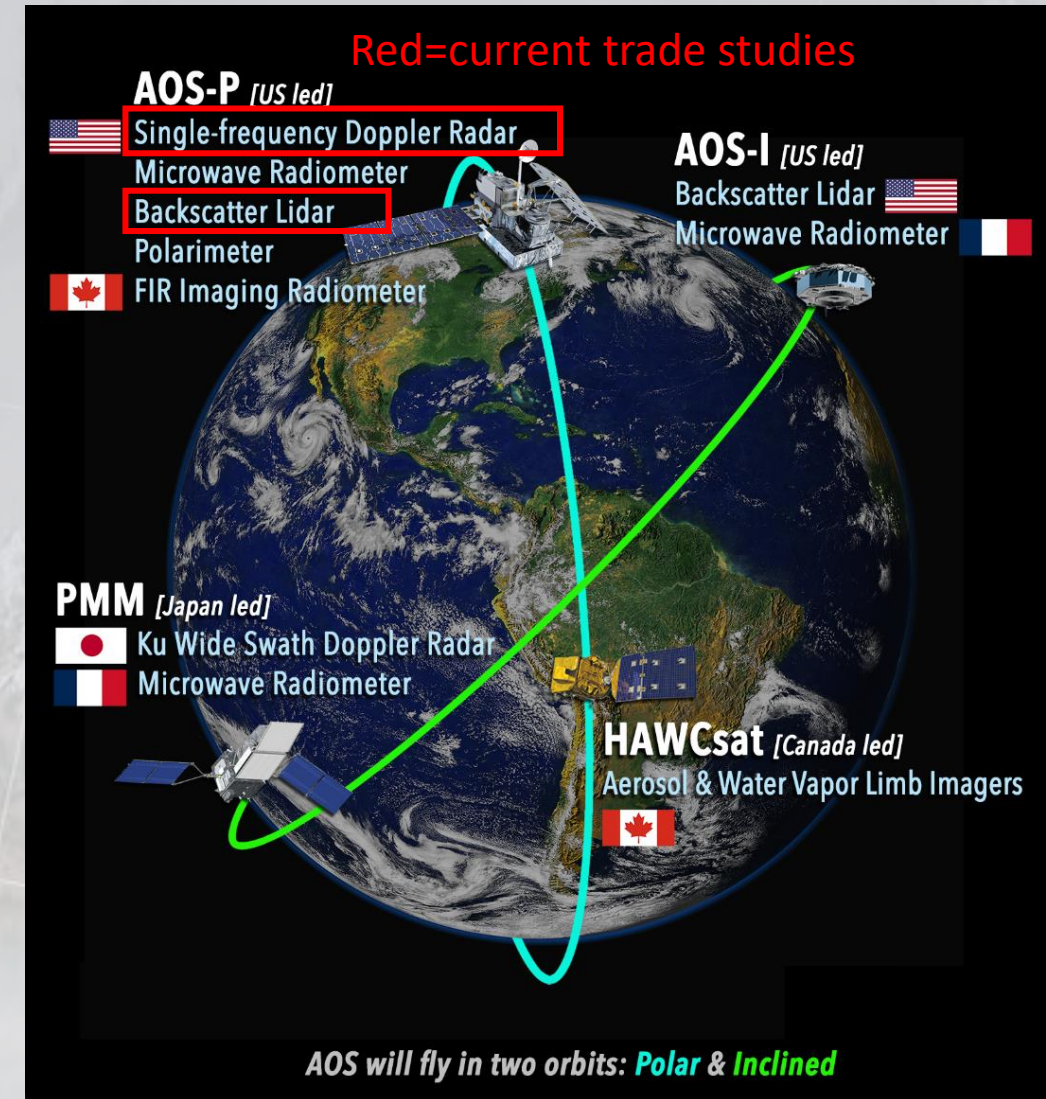 Red=current trade studies
AOS-P [US led]
Single-frequency Doppler Radar
Microwave Radiometer
Backscatter Lidar
Polarimeter
FIR Imaging Radiometer
AOS-I [US led]
Backscatter Lidar
Microwave Radiometer
PMM [Japan led]
Ku Wide Swath Doppler Radar
Microwave Radiometer
HAWCsat [Canada led]
Aerosol & Water Vapor Limb Imagers
AOS will fly in two orbits: Polar & Inclined